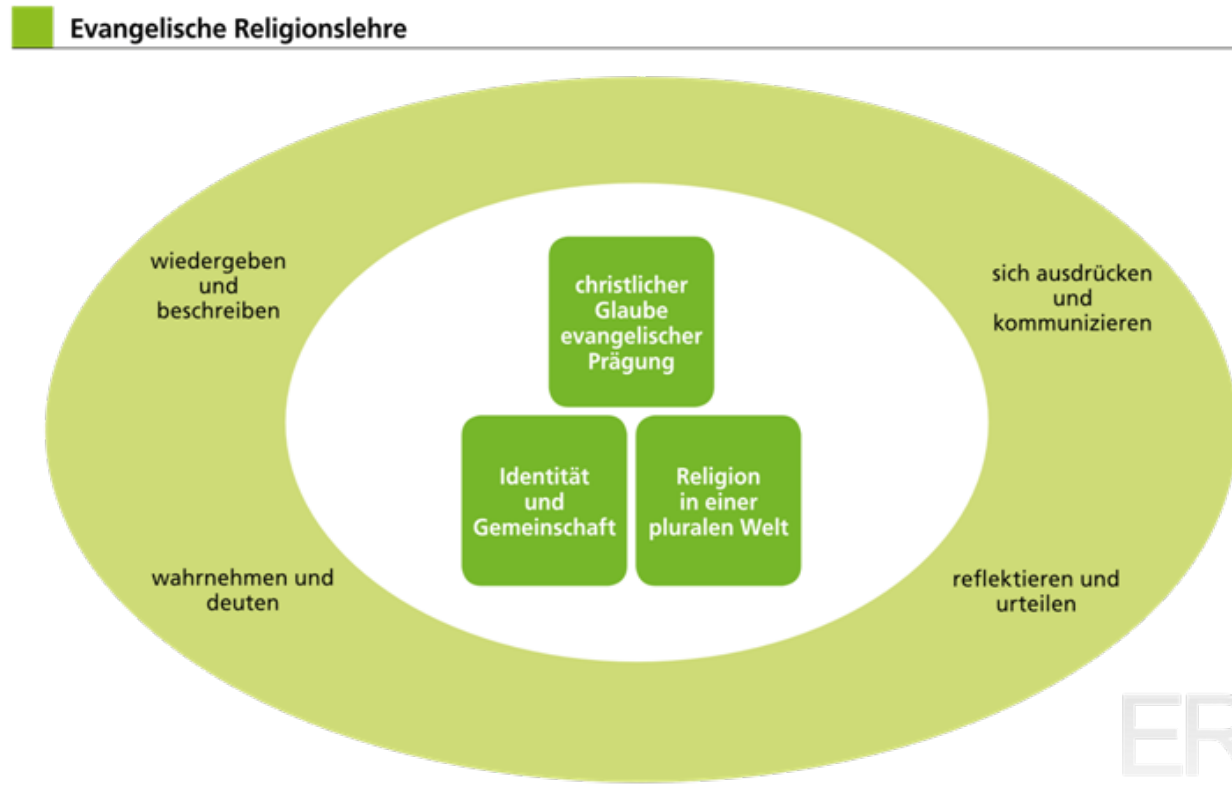 Evangelische Religionslehre
wiedergeben
und
beschreiben
christlicher
Glaube
evangelischer
Prägung
sich ausdrücken
und
kommunizieren
Identität
und
Gemeinschaft
Religion
in einer
pluralen Welt
wahrnehmen und
deuten
reflektieren und
urteilen
ER